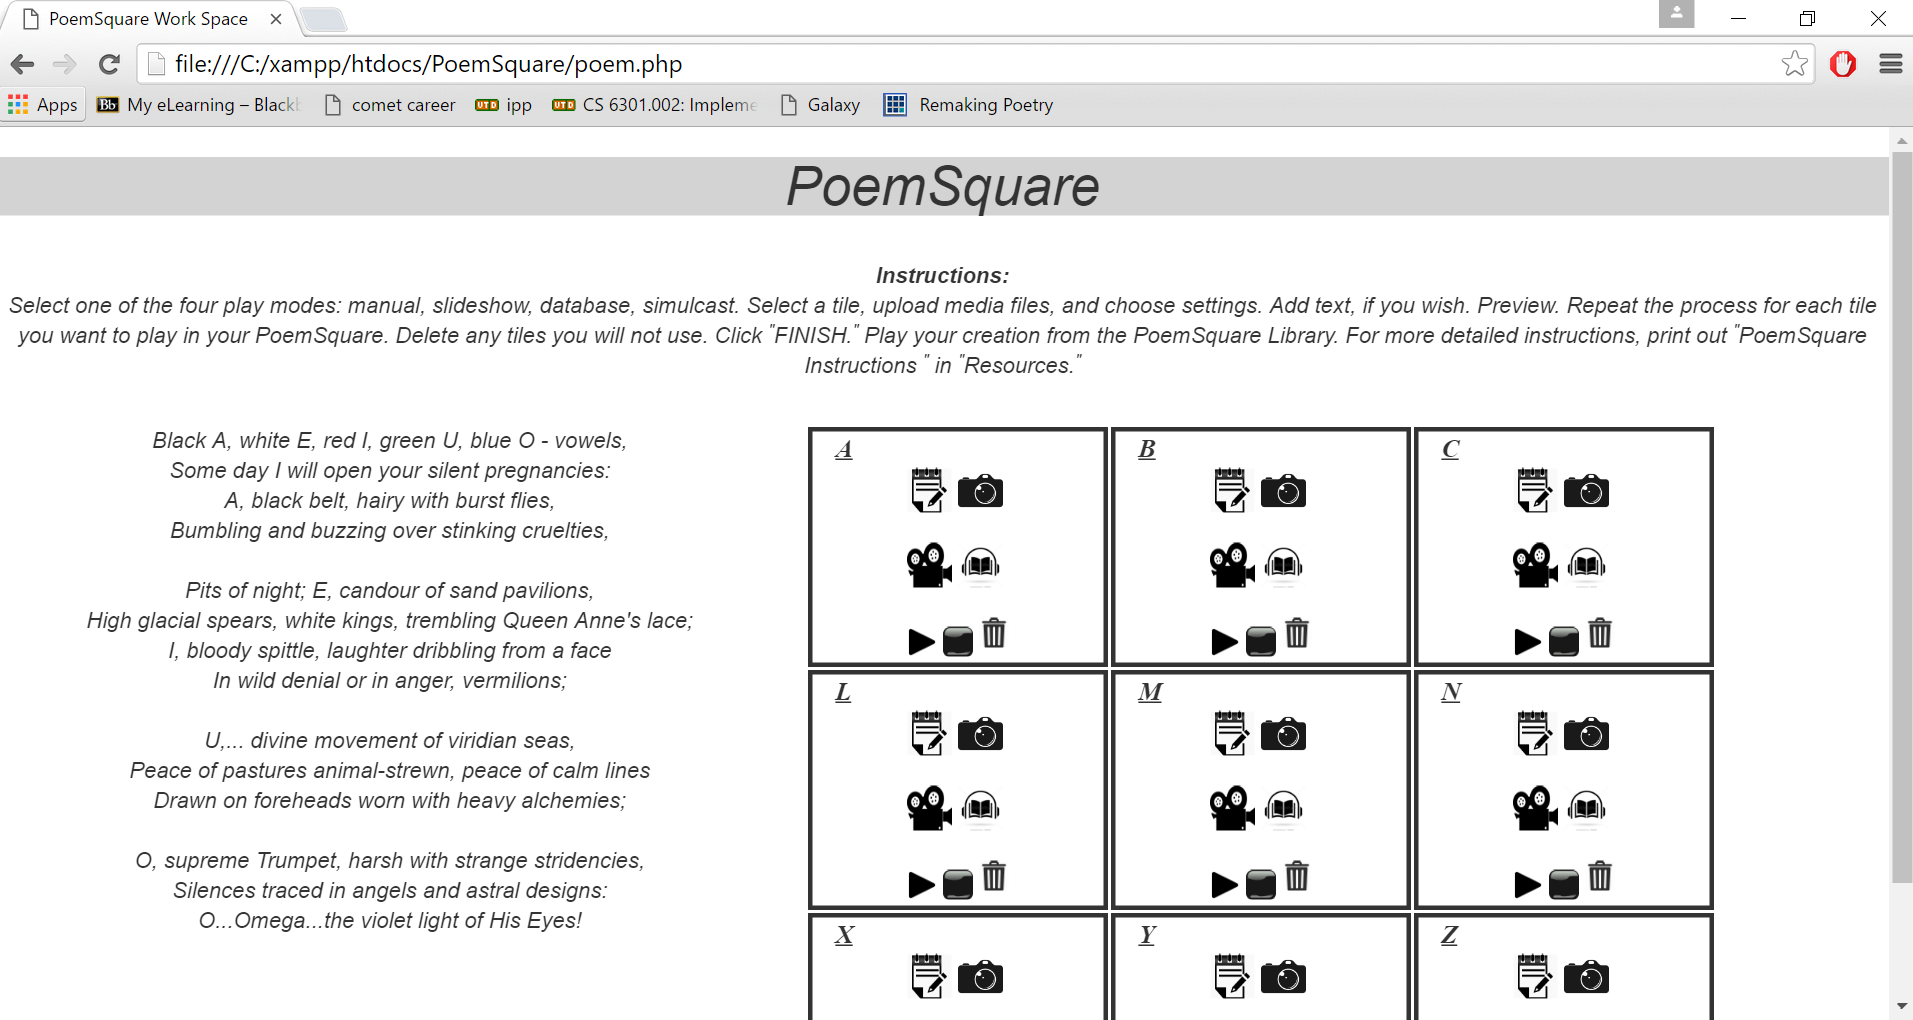 PoemSquare Work Space
file:///C:/xampp/htdocs/PoemSquare/poem.php
Apps
Bb My eLearning – Blackb
comet career
UTD ipp
UTD CS 6301.002: Impleme
Galaxy
Remaking Poetry
PoemSquare
Instructions:
Select one of the four play modes: manual, slideshow, database, simulcast. Select a tile, upload media files, and choose settings. Add text, if you wish. Preview. Repeat the process for each tile
you want to play in your PoemSquare. Delete any tiles you will not use. Click "FINISH." Play your creation from the PoemSquare Library. For more detailed instructions, print out "PoemSquare
Instructions " in "Resources."
Black A, white E, red I, green U, blue O - vowels,
Some day I will open your silent pregnancies:
A, black belt, hairy with burst flies,
Bumbling and buzzing over stinking cruelties,
Pits of night; E, candour of sand pavilions,
High glacial spears, white kings, trembling Queen Anne's lace;
I, bloody spittle, laughter dribbling from a face
In wild denial or in anger, vermilions;
U,... divine movement of viridian seas,
Peace of pastures animal-strewn, peace of calm lines
Drawn on foreheads worn with heavy alchemies;
O, supreme Trumpet, harsh with strange stridencies,
Silences traced in angels and astral designs:
O...Omega...the violet light of His Eyes!
A
B
C
L
M
N
X
Y
Z